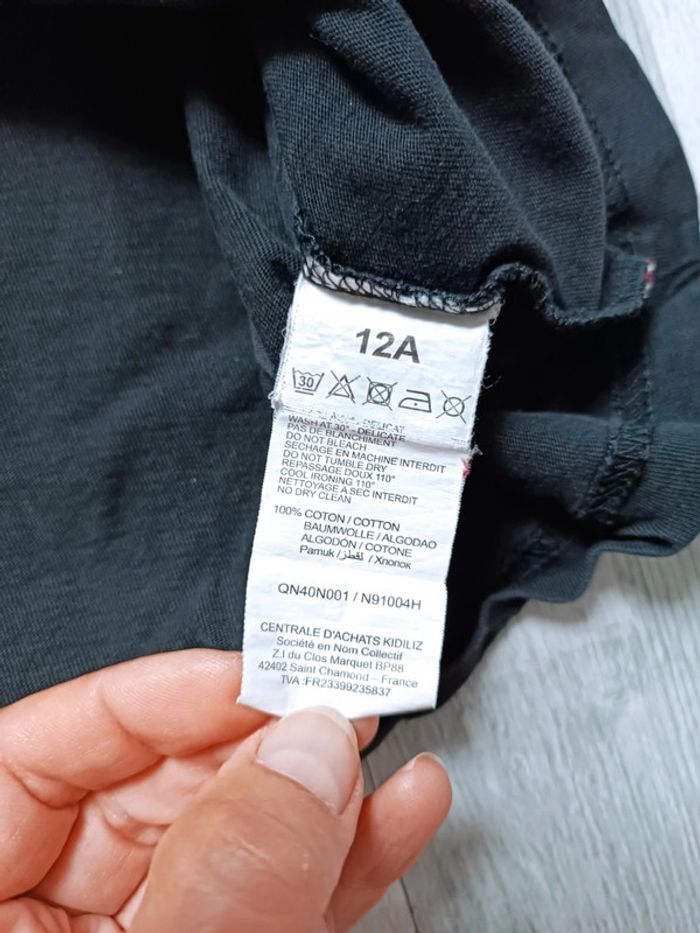 12A
30
WASH AT 30° - DELICATE
PAS DE BLANCHIMENT
DO NOT BLEACH
SECHAGE EN MACHINE INTERDIT
DO NOT TUMBLE DRY
REPASSAGE DOUX 110°
COOL IRONING 110°
NETTOYAGE A SEC INTERDIT
NO DRY CLEAN
100% COTON / COTTON
BAUMWOLLE / ALGODAO
ALGODÓN / COTONE
Pamuk / لقطن / Хлопок
QN40N001 / N91004H
CENTRALE D'ACHATS KIDILIZ
Société en Nom Collectif
Z.I du Clos Marquet BP88
42402 Saint Chamond – France
TVA :FR23399235837